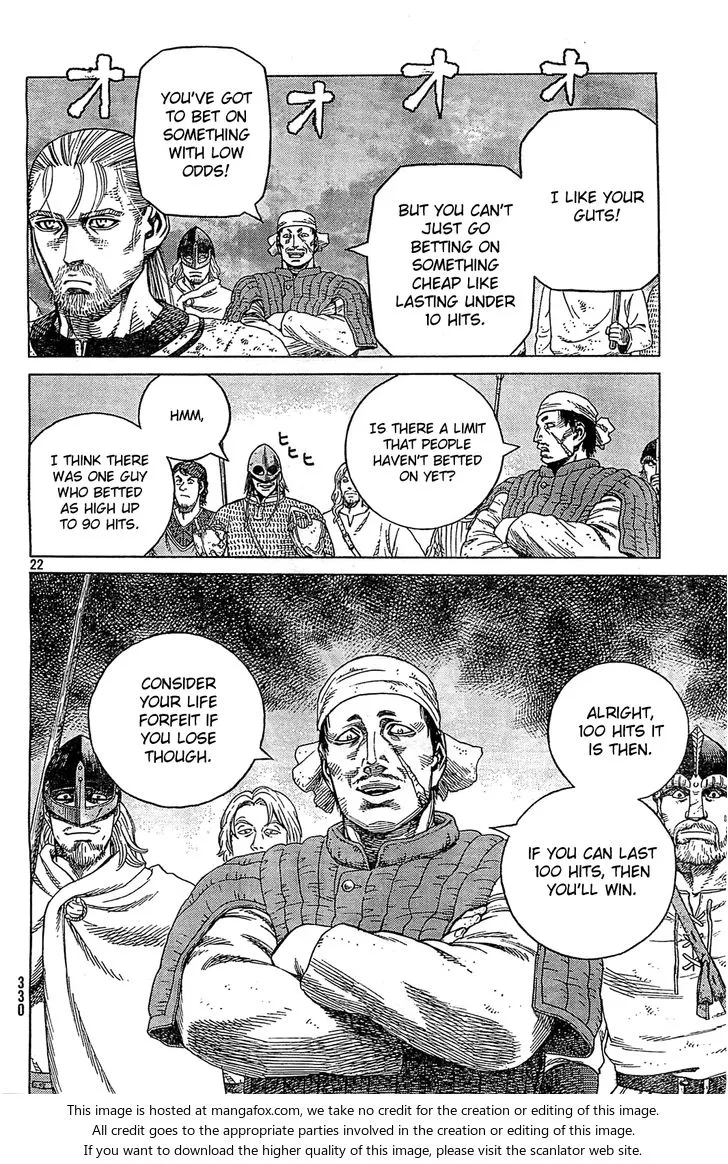 オ オ オ オ
I LIKE YOUR
GUTS!
BUT YOU CAN'T
JUST GO
BETTING ON
SOMETHING
CHEAP LIKE
LASTING UNDER
10 HITS.
YOU'VE GOT
TO BET ON
SOMETHING
WITH LOW
ODDS!
IS THERE A LIMIT
THAT PEOPLE
HAVEN'T BETTED
ON YET?
ヒヒヒ
HMM,
I THINK THERE
WAS ONE GUY
WHO BETTED
AS HIGH UP
TO 90 HITS.
22
ALRIGHT,
100 HITS IT
IS THEN.
IF YOU CAN LAST
100 HITS, THEN
YOU'LL WIN.
CONSIDER
YOUR LIFE
FORFEIT IF
YOU LOSE
THOUGH.
330
This image is hosted at mangafox.com, we take no credit for the creation or editing of this image.
All credit goes to the appropriate parties involved in the creation or editing of this image.
If you want to download the higher quality of this image, please visit the scanlator web site.